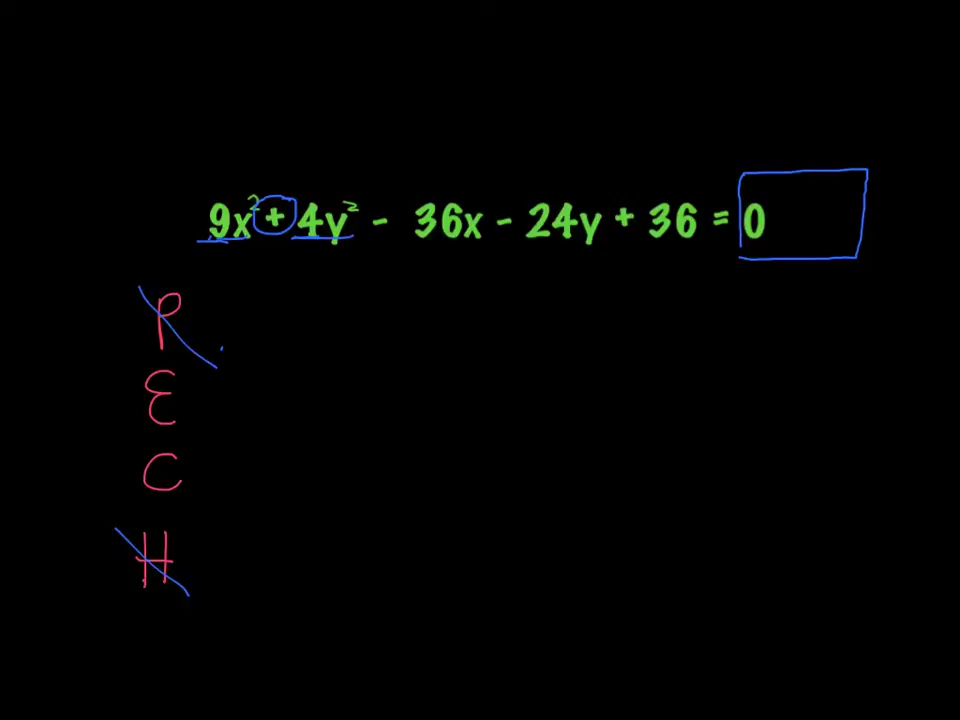 9x² + 4y² - 36x - 24y + 36 = 0
P
E
C
H